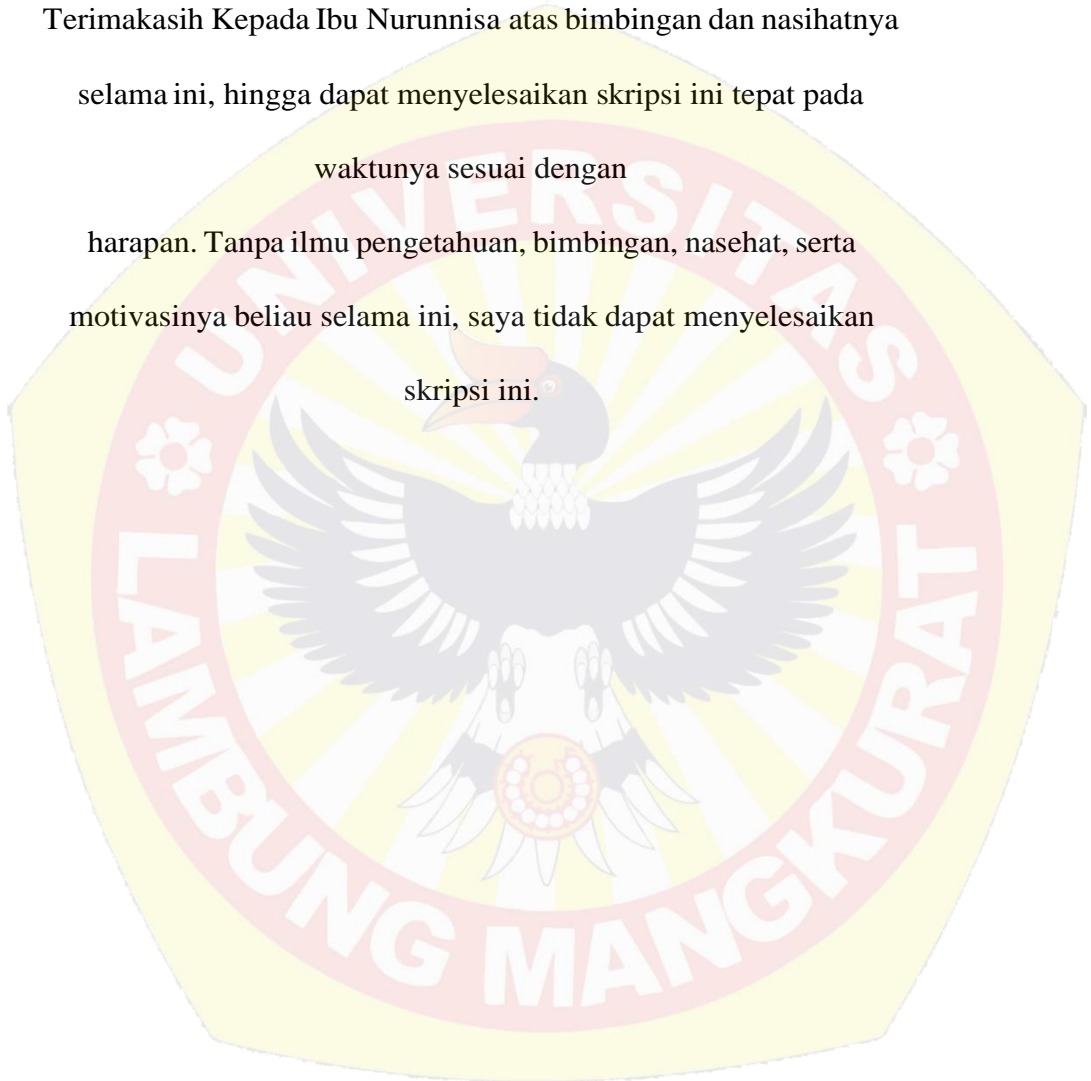 Terimakasih Kepada Ibu Nurunnisa atas bimbingan dan nasihatnya
selama ini, hingga dapat menyelesaikan skripsi ini tepat pada
waktunya sesuai dengan
harapan. Tanpa ilmu pengetahuan, bimbingan, nasehat, serta
motivasinya beliau selama ini, saya tidak dapat menyelesaikan
skripsi ini.
UNIVERSITAS
LAMBUNG MANGKURAT